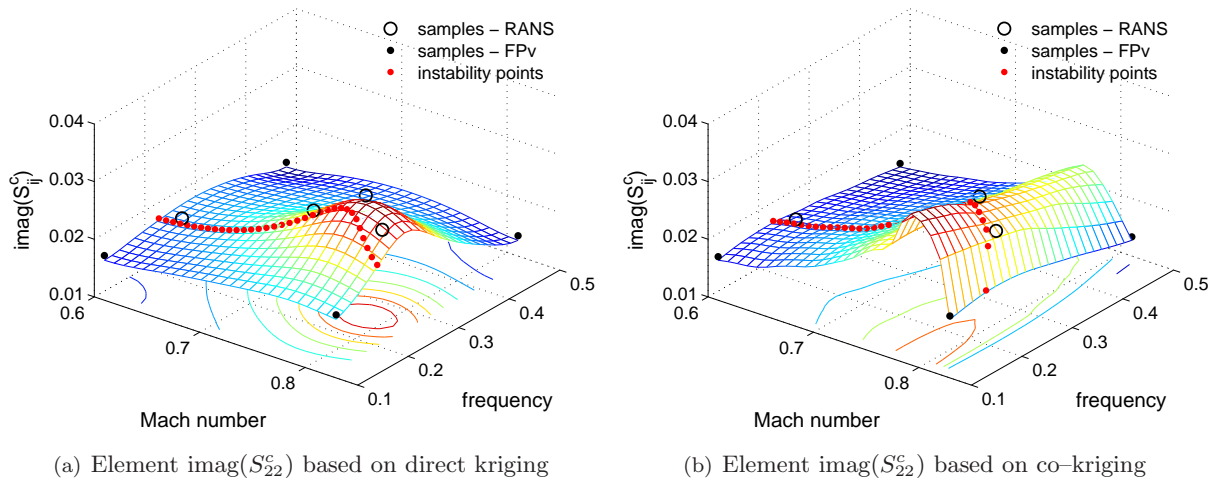 samples − RANS
samples − FPv
instability points
0.04
0.03
0.02
0.01
imag(S^c_ij)
0.6
0.7
0.8
Mach number
0.1
0.2
0.3
0.4
0.5
frequency
samples − RANS
samples − FPv
instability points
0.04
0.03
0.02
0.01
imag(S^c_ij)
0.6
0.7
0.8
Mach number
0.1
0.2
0.3
0.4
0.5
frequency
(a) Element imag(S^c_22) based on direct kriging
(b) Element imag(S^c_22) based on co–kriging